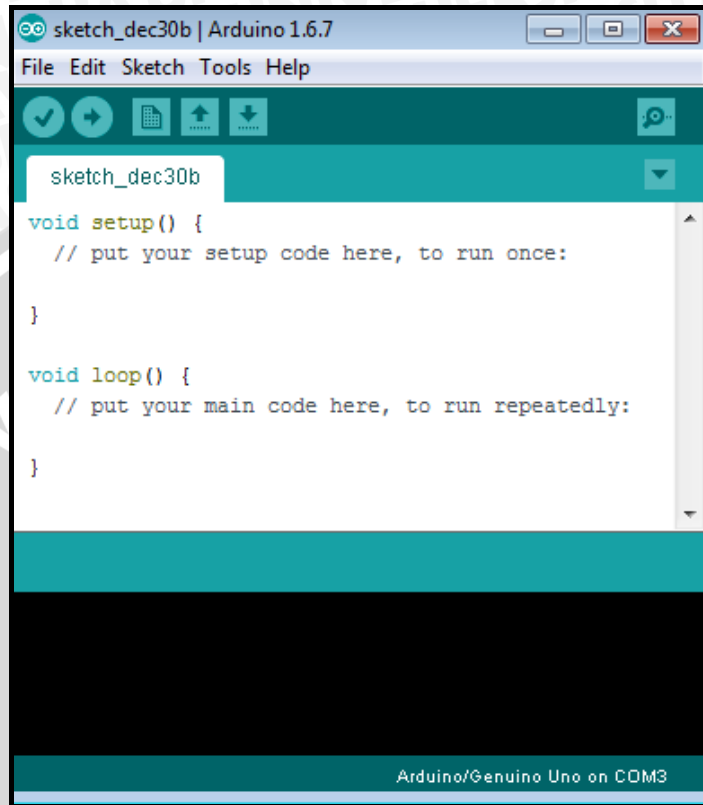 sketch_dec30b | Arduino 1.6.7
File Edit Sketch Tools Help
sketch_dec30b
void setup() {
  // put your setup code here, to run once:

}

void loop() {
  // put your main code here, to run repeatedly:

}
Arduino/Genuino Uno on COM3